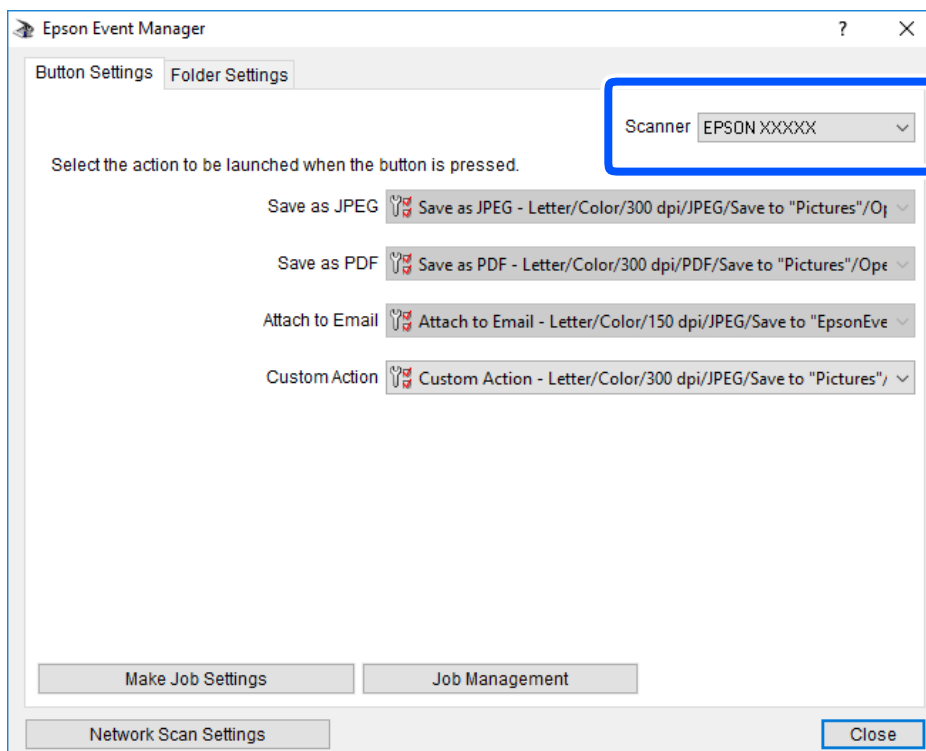 Epson Event Manager
Button Settings Folder Settings
Scanner EPSON XXXXX
Select the action to be launched when the button is pressed.
Save as JPEG Save as JPEG - Letter/Color/300 dpi/JPEG/Save to "Pictures"/Op
Save as PDF Save as PDF - Letter/Color/300 dpi/PDF/Save to "Pictures"/Ope
Attach to Email Attach to Email - Letter/Color/150 dpi/JPEG/Save to "EpsonEve
Custom Action Custom Action - Letter/Color/300 dpi/JPEG/Save to "Pictures"/
Make Job Settings Job Management
Network Scan Settings Close